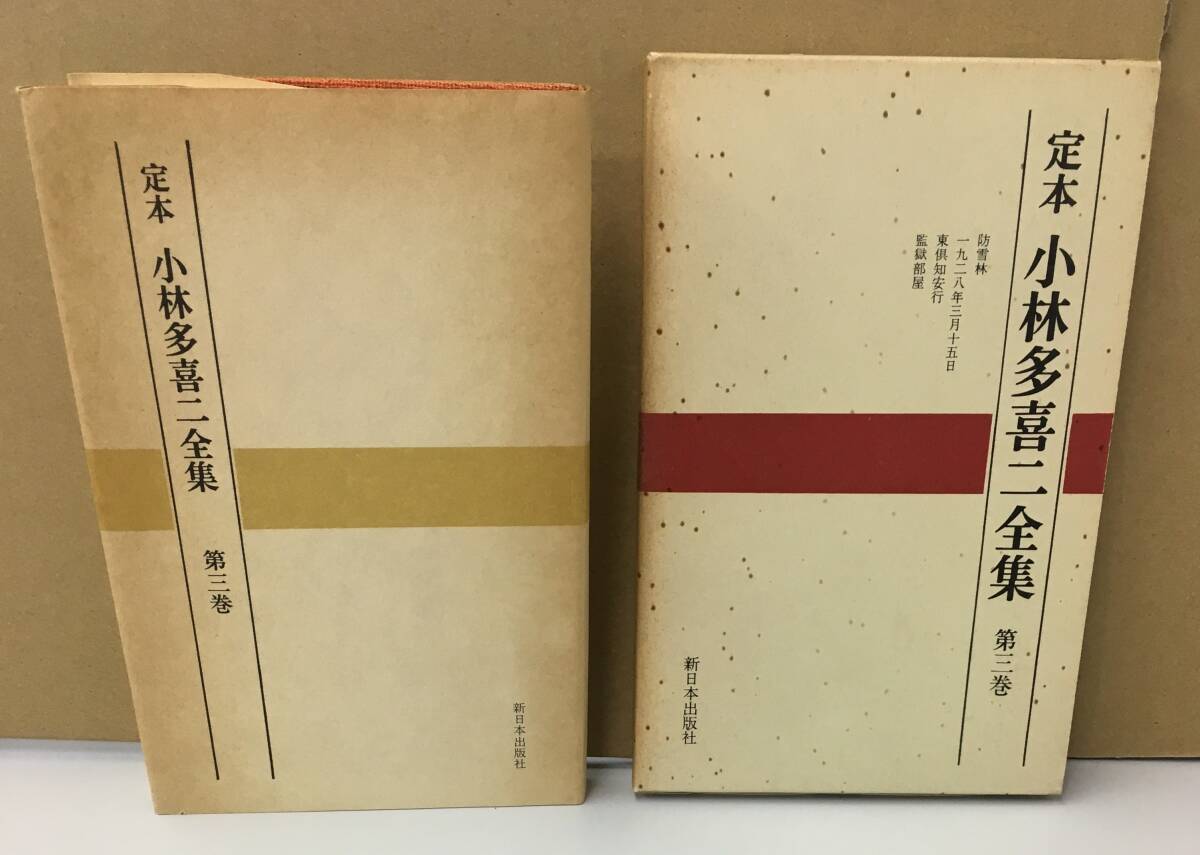 定本 小林多喜二全集 第三巻
新日本出版社
定本 小林多喜二全集 第三巻
防雪林
一九二八年三月十五日
東倶知安行
監獄部屋
新日本出版社